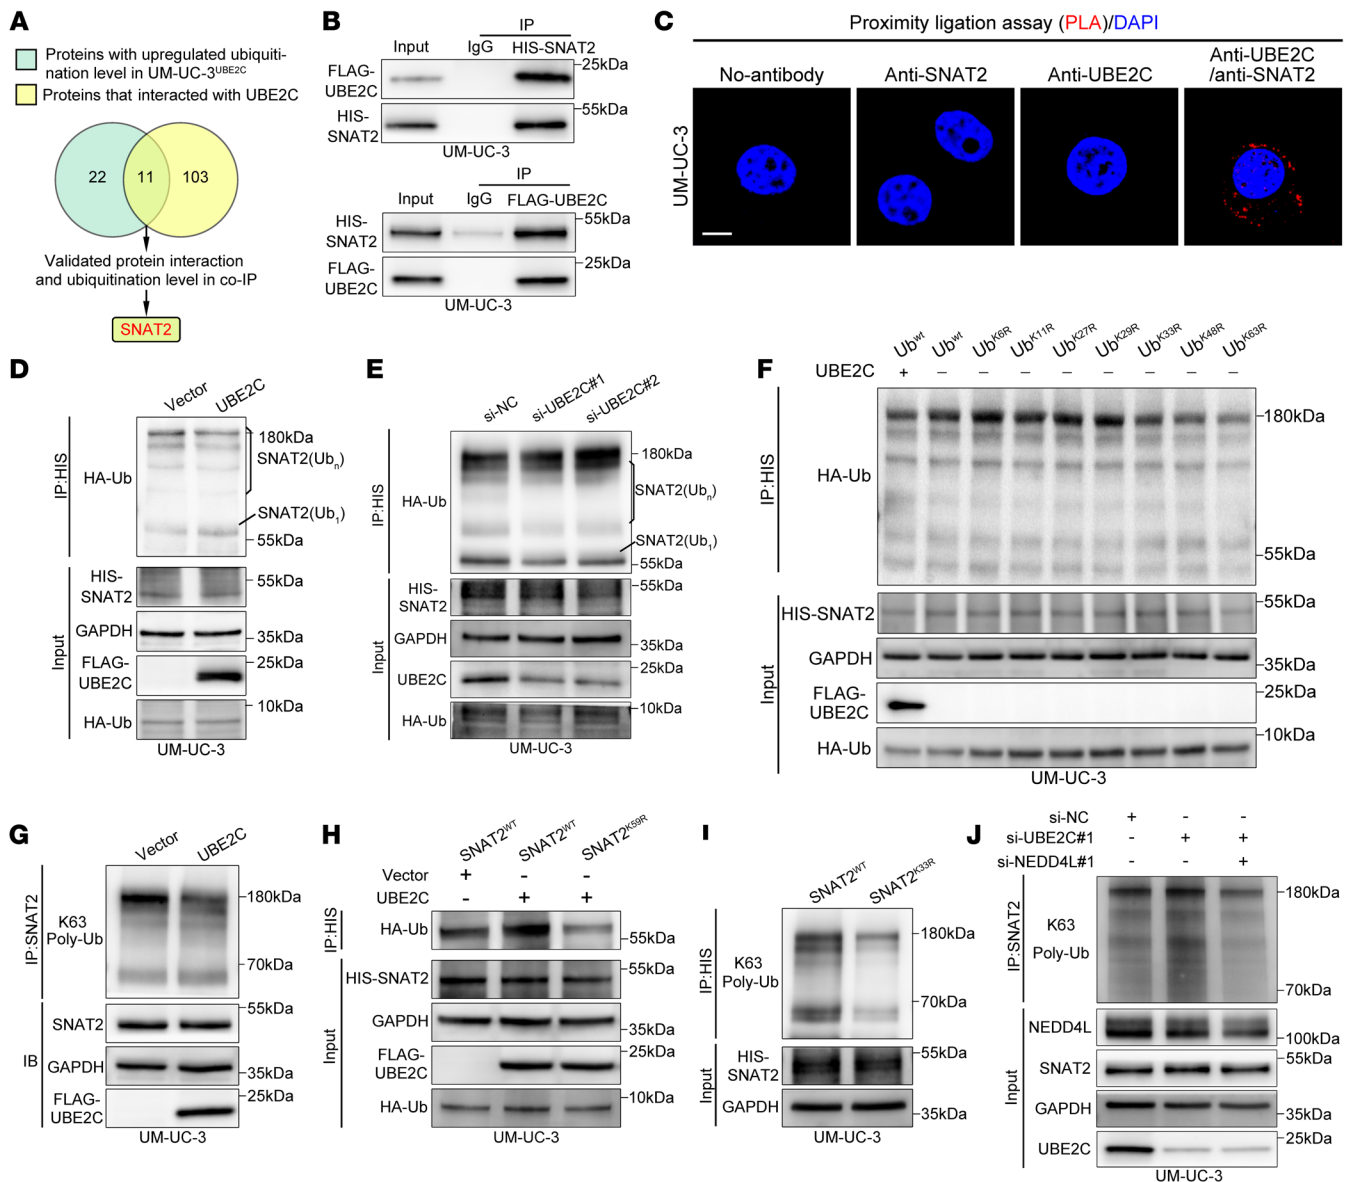 A
Proteins with upregulated ubiquiti-
nation level in UM-UC-3UBE2C
Proteins that interacted with UBE2C
22
11
103
Validated protein interaction
and ubiquitination level in co-IP
SNAT2
B
IP
Input IgG HIS-SNAT2
FLAG-
UBE2C
25kDa
HIS-
SNAT2
55kDa
UM-UC-3
IP
Input IgG FLAG-UBE2C
HIS-
SNAT2
55kDa
FLAG-
UBE2C
25kDa
UM-UC-3
C
Proximity ligation assay (PLA)/DAPI
No-antibody
Anti-SNAT2
Anti-UBE2C
Anti-UBE2C
/anti-SNAT2
UM-UC-3
D
Vector UBE2C
IP:HIS
HA-Ub
180kDa
SNAT2(Ubn)
SNAT2(Ub1)
55kDa
Input
HIS-
SNAT2
55kDa
GAPDH
35kDa
FLAG-
UBE2C
25kDa
HA-Ub
10kDa
UM-UC-3
E
si-NC si-UBE2C#1 si-UBE2C#2
IP:HIS
HA-Ub
180kDa
SNAT2(Ubn)
SNAT2(Ub1)
55kDa
Input
HIS-
SNAT2
55kDa
GAPDH
35kDa
UBE2C
25kDa
HA-Ub
10kDa
UM-UC-3
F
Ubwt Ubwt UbK6R UbK11R UbK27R UbK29R UbK33R UbK48R UbK63R
UBE2C + − − − − − − − −
IP:HIS
HA-Ub
180kDa
55kDa
Input
HIS-SNAT2
55kDa
GAPDH
35kDa
FLAG-
UBE2C
25kDa
HA-Ub
10kDa
UM-UC-3
G
Vector UBE2C
IP:SNAT2
K63
Poly-Ub
180kDa
70kDa
IB
SNAT2
55kDa
GAPDH
35kDa
FLAG-
UBE2C
25kDa
UM-UC-3
H
SNAT2WT SNAT2WT SNAT2K59R
Vector + - -
UBE2C - + +
IP:HIS
HA-Ub
55kDa
Input
HIS-SNAT2
55kDa
GAPDH
35kDa
FLAG-
UBE2C
25kDa
HA-Ub
10kDa
UM-UC-3
I
SNAT2WT SNAT2K33R
IP:HIS
K63
Poly-Ub
180kDa
70kDa
Input
HIS-
SNAT2
55kDa
GAPDH
35kDa
UM-UC-3
J
si-NC + - -
si-UBE2C#1 - + +
si-NEDD4L#1 - - +
IP:SNAT2
K63
Poly-Ub
180kDa
70kDa
Input
NEDD4L
100kDa
SNAT2
55kDa
GAPDH
35kDa
UBE2C
25kDa
UM-UC-3